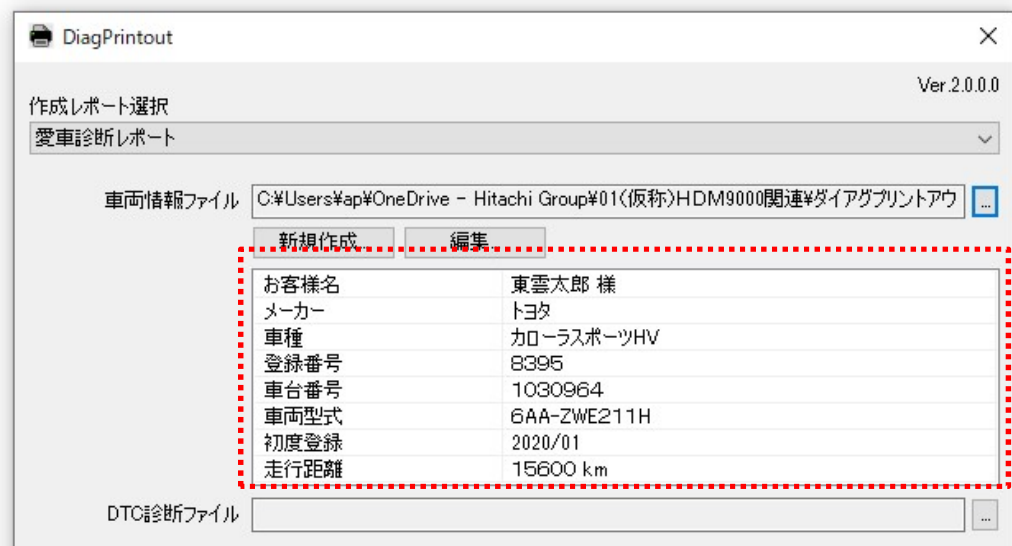 DiagPrintout
Ver.2.0.0.0
作成レポート選択
愛車診断レポート
車両情報ファイル C:¥Users¥ap¥OneDrive - Hitachi Group¥01(仮称)HDM9000関連¥ダイアグプリントアウ ...
新規作成... 編集...
お客様名 東雲太郎 様
メーカー トヨタ
車種 カローラスポーツHV
登録番号 8395
車台番号 1030964
車両型式 6AA-ZWE211H
初度登録 2020/01
走行距離 15600 km
DTC診断ファイル ...